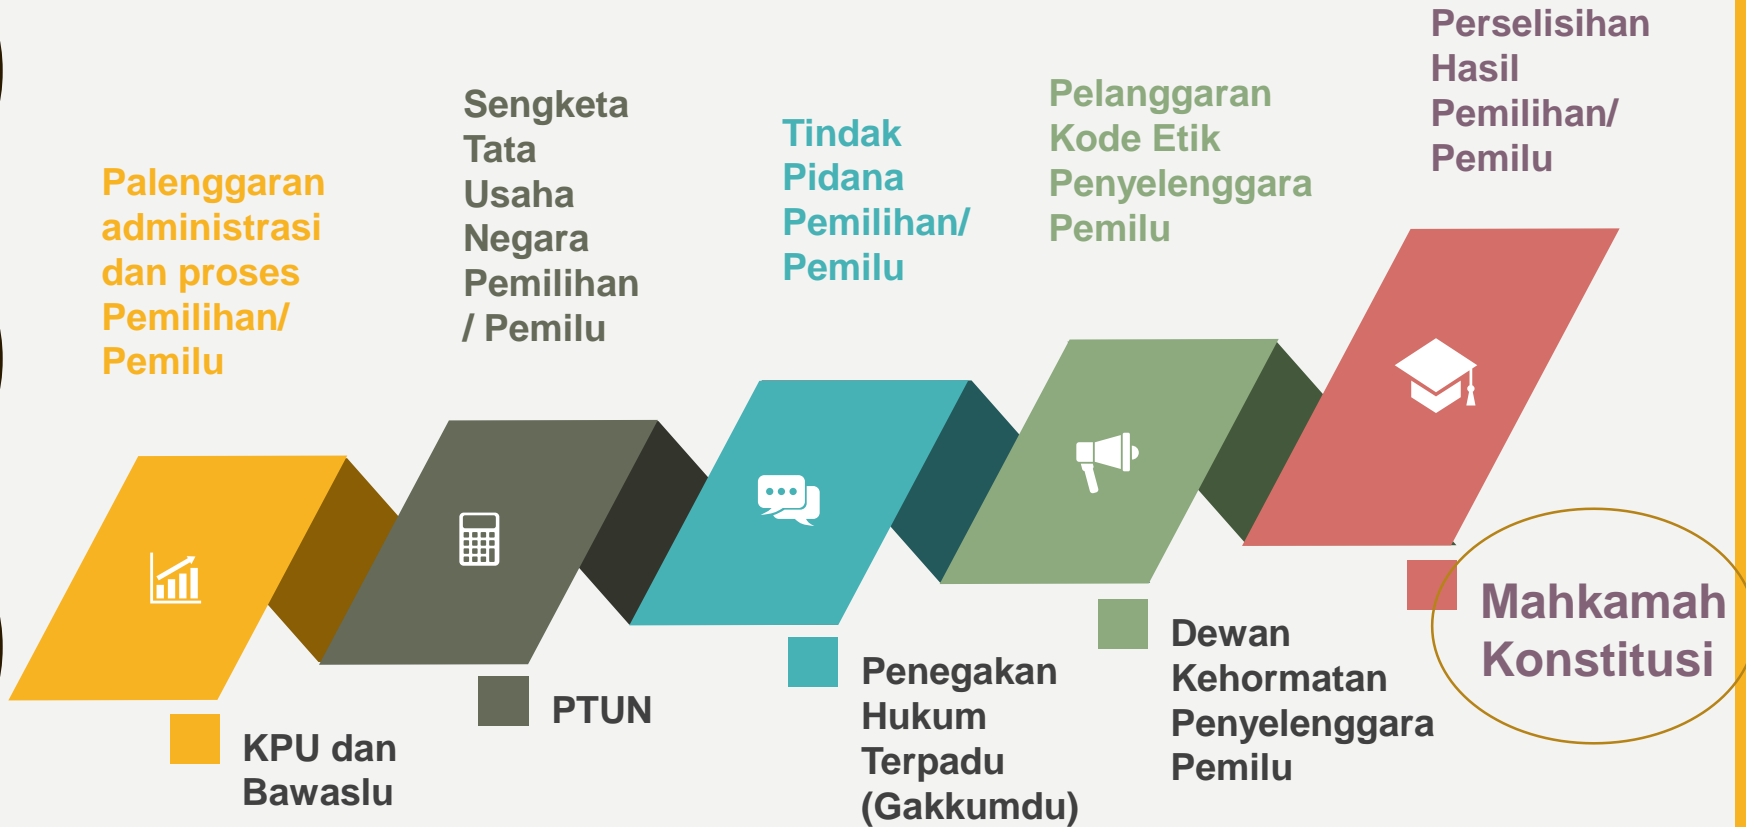 Palenggaran
administrasi
dan proses
Pemilihan/
Pemilu
KPU dan
Bawaslu
Sengketa
Tata
Usaha
Negara
Pemilihan
/ Pemilu
PTUN
Tindak
Pidana
Pemilihan/
Pemilu
Penegakan
Hukum
Terpadu
(Gakkumdu)
Pelanggaran
Kode Etik
Penyelenggara
Pemilu
Dewan
Kehormatan
Penyelenggara
Pemilu
Perselisihan
Hasil
Pemilihan/
Pemilu
Mahkamah
Konstitusi